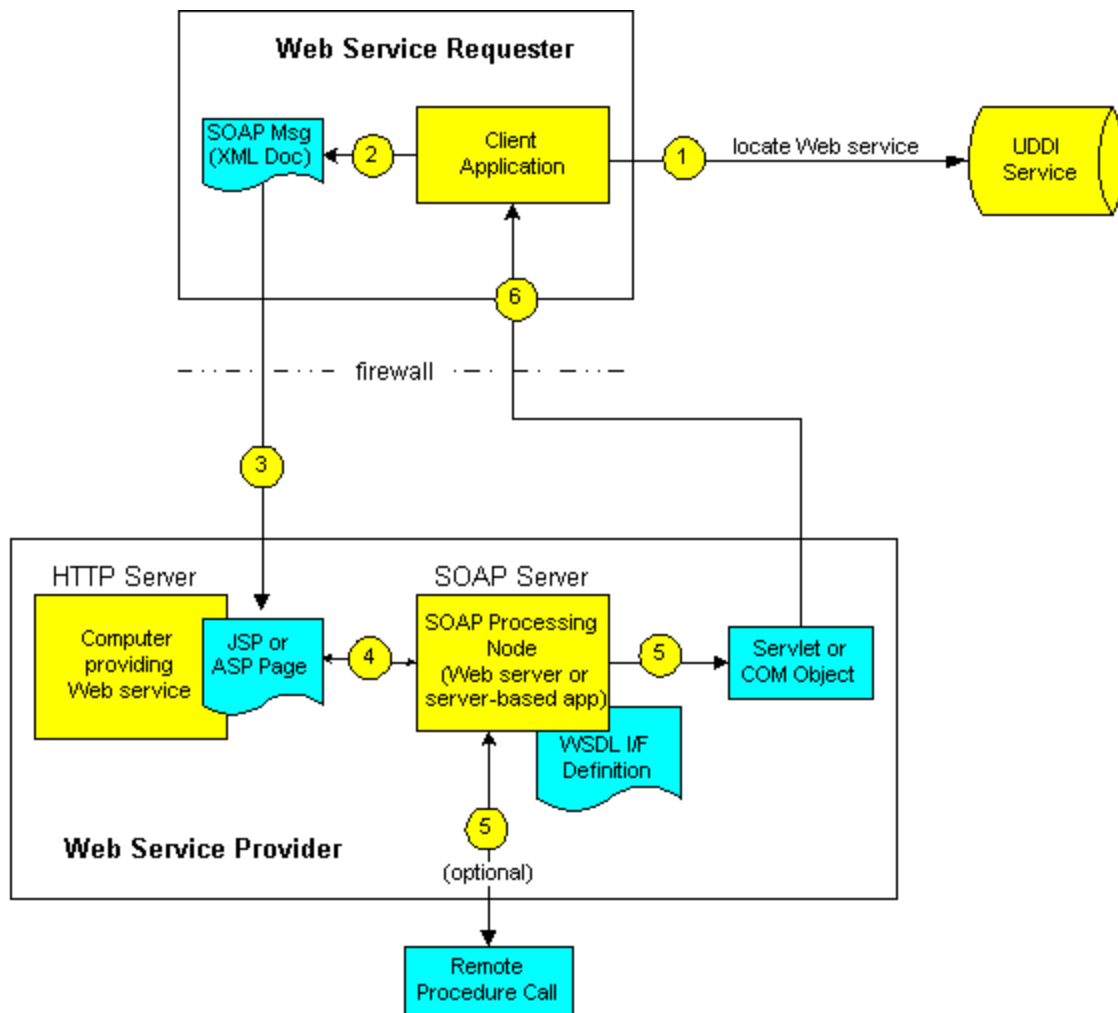 Web Service Requester
SOAP Msg
(XML Doc)
2
Client
Application
1
locate Web service
UDDI
Service
6
firewall
3
HTTP Server
SOAP Server
Computer
providing
Web service
JSP or
ASP Page
4
SOAP Processing
Node
(Web server or
server-based app)
5
Servlet or
COM Object
WSDL I/F
Definition
5
(optional)
Web Service Provider
Remote
Procedure Call